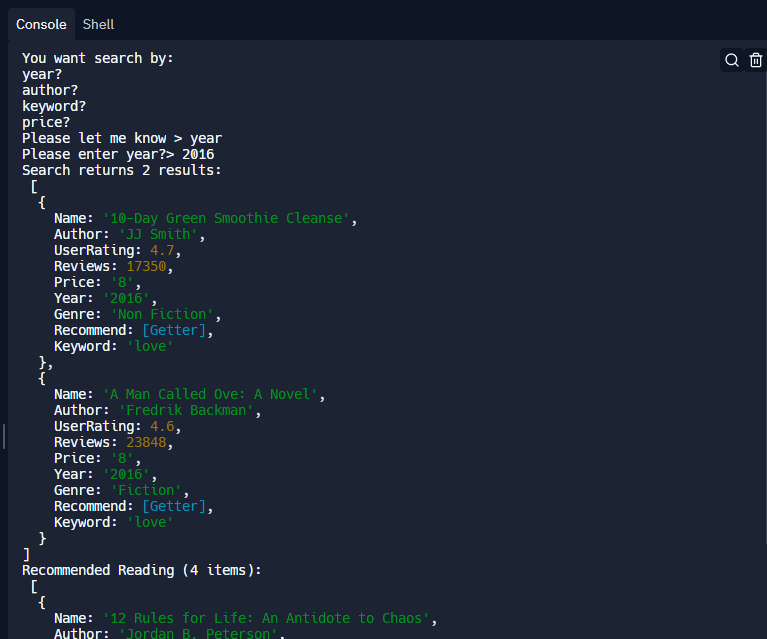 Console Shell
You want search by:
year?
author?
keyword?
price?
Please let me know > year
Please enter year?> 2016
Search returns 2 results:
[
{
Name: '10-Day Green Smoothie Cleanse',
Author: 'JJ Smith',
UserRating: 4.7,
Reviews: 17350,
Price: '8',
Year: '2016',
Genre: 'Non Fiction',
Recommend: [Getter],
Keyword: 'love'
},
{
Name: 'A Man Called Ove: A Novel',
Author: 'Fredrik Backman',
UserRating: 4.6,
Reviews: 23848,
Price: '8',
Year: '2016',
Genre: 'Fiction',
Recommend: [Getter],
Keyword: 'love'
}
]
Recommended Reading (4 items):
[
{
Name: '12 Rules for Life: An Antidote to Chaos',
Author: 'Jordan B. Peterson',